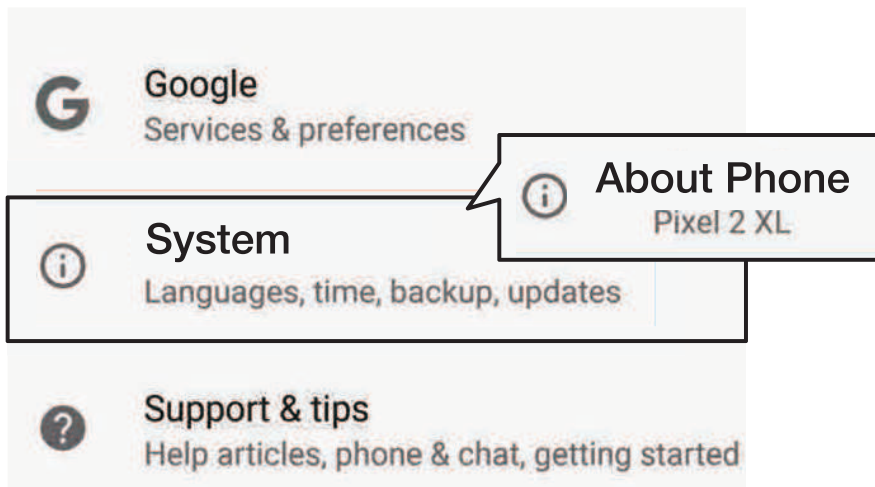 Google
Services & preferences
About Phone
Pixel 2 XL
System
Languages, time, backup, updates
Support & tips
Help articles, phone & chat, getting started